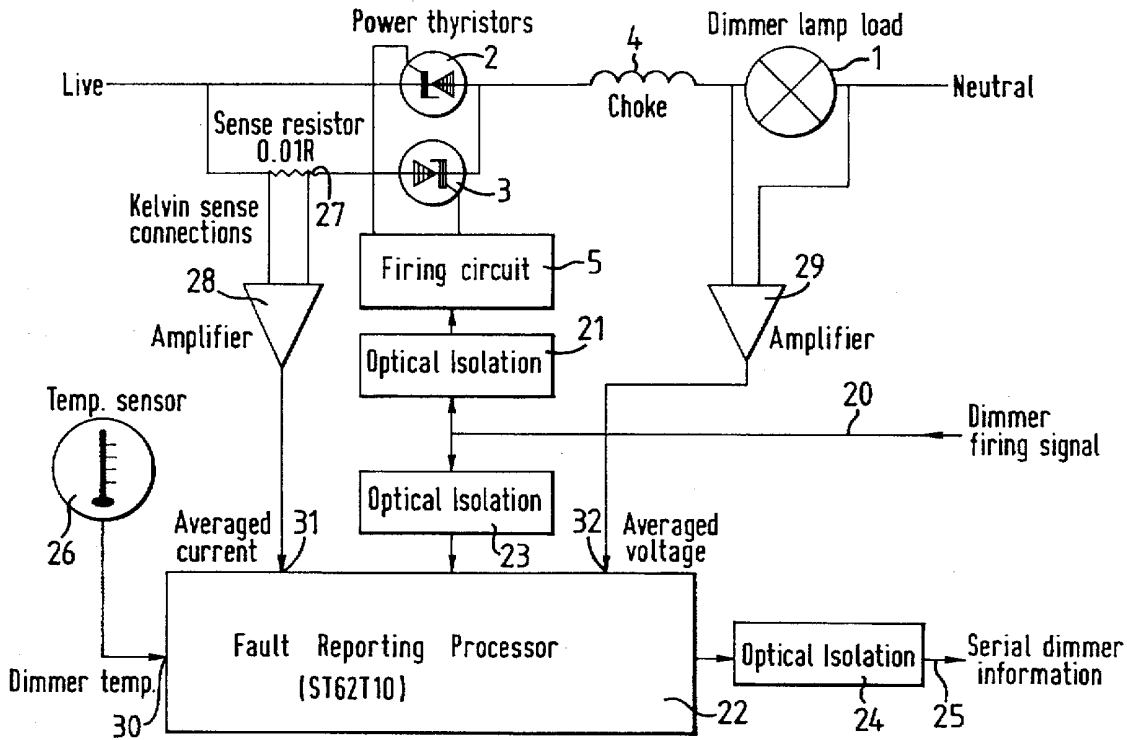 Power thyristors
2
4
Dimmer lamp load
1
Live
Neutral
Choke
Sense resistor
0.01R
27
3
Kelvin sense
connections
28
Firing circuit
5
29
Amplifier
Optical Isolation
21
Amplifier
Temp. sensor
20
Dimmer
firing signal
Optical Isolation
26
Averaged
current
31
23
32
Averaged
voltage
Fault Reporting Processor
(ST62T10)
Optical Isolation
Serial dimmer
information
Dimmer temp.
30
22
24
25